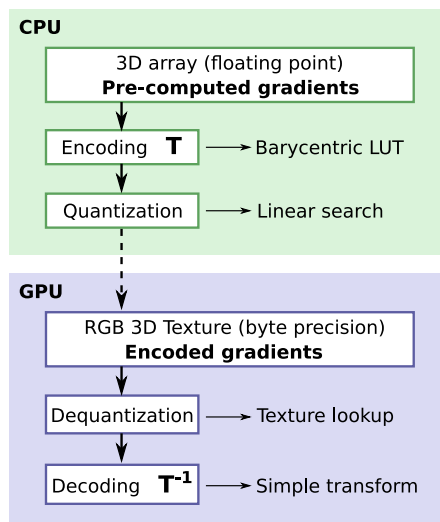 CPU
3D array (floating point)
Pre-computed gradients
Encoding T
Barycentric LUT
Quantization
Linear search
GPU
RGB 3D Texture (byte precision)
Encoded gradients
Dequantization
Texture lookup
Decoding T⁻¹
Simple transform